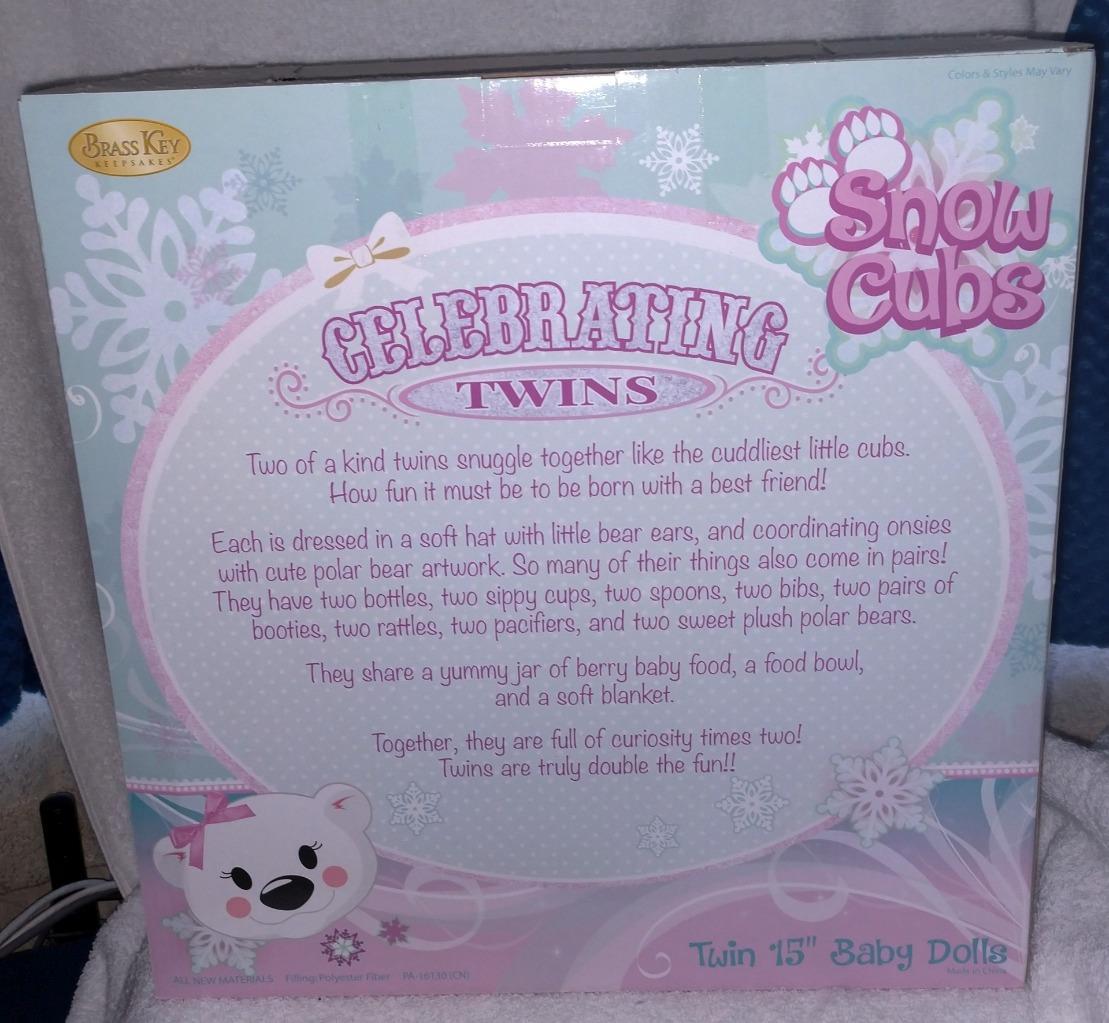 Colors & Styles May Vary
BRASS KEY
KEEPSAKES
Snow
Cubs
CELEBRATING
TWINS
Two of a kind twins snuggle together like the cuddliest little cubs.
How fun it must be to be born with a best friend!
Each is dressed in a soft hat with little bear ears, and coordinating onsies
with cute polar bear artwork. So many of their things also come in pairs!
They have two bottles, two sippy cups, two spoons, two bibs, two pairs of
booties, two rattles, two pacifiers, and two sweet plush polar bears.
They share a yummy jar of berry baby food, a food bowl,
and a soft blanket.
Together, they are full of curiosity times two!
Twins are truly double the fun!!
Twin 15" Baby Dolls
Made in China
ALL NEW MATERIALS Filling: Polyester Fiber PA-16130 (CN)